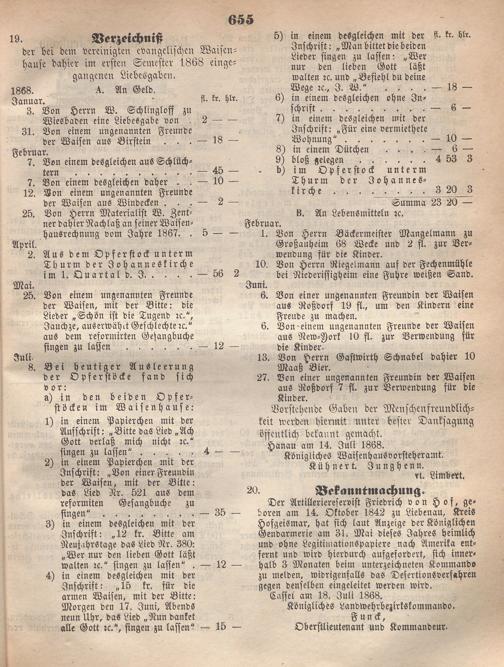 655
19. Verzeichniß
der bei dem vereinigten evangelischen Waisen-
hause dahier im ersten Semester 1868 einge-
gangenen Liebesgaben.
1868. A. An Geld.
Januar. fl. kr. hlr.
3. Von Herrn W. Schlingloff zu
Wiesbaden eine Liebesgabe von . 2 — —
31. Von einem ungenannten Freunde
der Waisen aus Birstein . . . — 18 —
Februar.
7. Von einem desgleichen aus Schlüch-
tern . . . . . . . . . — 45 —
7. Von einem desgleichen daher . . — 10 —
12. Von einem ungenannten Freunde
der Waisen aus Windecken . . . — 2 —
25. Von Herrn Materialist W. Zent-
ner dahier Nachlaß an seiner Waisen-
hausrechnung vom Jahre 1867. . 5 — —
April.
2. Aus dem Opferstock unterm
Thurm der Johanneskirche
im 1. Quartal d. J. . . . . — 56 2
Mai.
25. Von einem ungenannten Freunde
der Waisen, mit der Bitte: die
Lieder „Schön ist die Tugend ꝛc.",
Jauchze, auserwählt Geschlechte ꝛc."
aus dem reformirten Gesangbuche
singen zu lassen . . . . . . — 12 —
Juli.
8. Bei heutiger Ausleerung
der Opferstöcke fand sich
vor:
a) in den beiden Opfer-
stöcken im Waisenhause:
1) in einem Papierchen mit der
Aufschrift: „Bitte das Lied „Ach
Gott verlaß mich nicht ꝛc."
singen zu lassen" . . . . . 4 — —
2) in einem Papierchen mit der
Inschrift: „Von einer Freundin
der Waisen, mit der Bitte:
das Lied Nr. 521 aus dem
reformiten Gesangbuche zu
singen" . . . . . . . . — 35 —
3) in einem desgleichen mit der
Inschrift: „12 kr. Bitte am
Neujahrstage das Lied Nr. 380:
„Wer nur den lieben Gott läßt
walten ꝛc." singen zu lassen" . . — 12 —
4) in einem desgleichen mit der
Inschrift: „15 kr. für die
armen Waisen, mit der Bitte:
Morgen den 17. Juni, Abends
neun Uhr, das Lied „Nun danket
alle Gott ꝛc.", singen zu lassen" — 15 —
fl. kr. hlr.
5) in einem desgleichen mit der
Inschrift: „Man bittet die beiden
Lieder singen zu lassen: „Wer
nur den lieben Gott läßt
walten ꝛc. und „Befiehl du deine
Wege ꝛc., J. W." . . . . . — 18 —
6) in einem desgleichen ohne In-
schrift . . . . . . . . — 6 —
7) in einem desgleichen mit der
Inschrift: „Für eine vermiethete
Wohnung" . . . . . . . — 10 —
8) in einem Dütchen . . . . . — 6 —
9) bloß gelegen . . . . . . 4 53 3
b) im Opferstock unterm
Thurm der Johannes-
kirche . . . . . . . . 3 20 3
Summa 23 20 —
B. An Lebensmitteln ꝛc.
Februar.
1. Von Herrn Bäckermeister Mangelmann zu
Großauheim 68 Wecke und 2 fl. zur Ver-
wendung für die Kinder.
10. Von Herrn Riegelmann auf der Fechenmühle
bei Niederissigheim eine Fuhre weißen Sand.
Juni.
6. Von einer ungenannten Freundin der Waisen
aus Roßdorf 19 fl., um den Kindern eine
Freude zu machen.
6. Von einem ungenannten Freunde der Waisen
aus New-York 10 fl. zur Verwendung für
die Kinder.
13. Von Herrn Gastwirth Schnabel dahier 10
Maaß Bier.
27. Von einer ungenannten Freundin der Waisen
aus Roßdorf 7 fl. zur Verwendung für die
Kinder.
Vorstehende Gaben der Menschenfreundlich-
keit werden hiermit unter bester Danksagung
öffentlich bekannt gemacht.
Hanau am 14. Juli 1868.
Königliches Waisenhausvorsteheramt.
Kühnert. Junghenn.
vt. Limbert.
20. Bekanntmachung.
Der Artilleriereservist Friedrich von Hof, ge-
boren am 14. Oktober 1842 zu Liebenau, Kreis
Hofgeismar, hat sich laut Anzeige der Königlichen
Gendarmerie am 31. Mai dieses Jahres heimlich
und ohne Legitimationspapiere nach Amerika ent-
fernt und wird hierdurch aufgefordert, sich inner-
halb 3 Monaten beim unterzeichneten Kommando
zu melden, widrigenfalls das Desertionsverfahren
gegen denselben eingeleitet werden wird.
Cassel am 18. Juli 1868.
Königliches Landwehrbezirkskommando.
Funck,
Oberstlieutenant und Kommandeur.